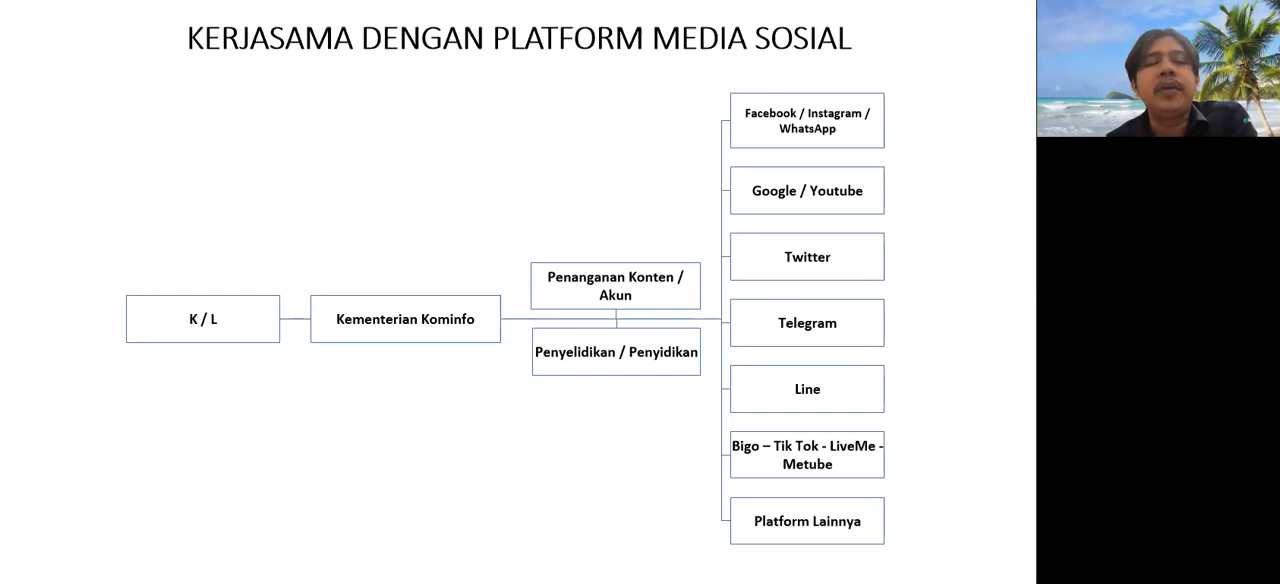 KERJASAMA DENGAN PLATFORM MEDIA SOSIAL
K / L
Kementerian Kominfo
Penanganan Konten /
Akun
Penyelidikan / Penyidikan
Facebook / Instagram /
WhatsApp
Google / Youtube
Twitter
Telegram
Line
Bigo – Tik Tok - LiveMe -
Metube
Platform Lainnya